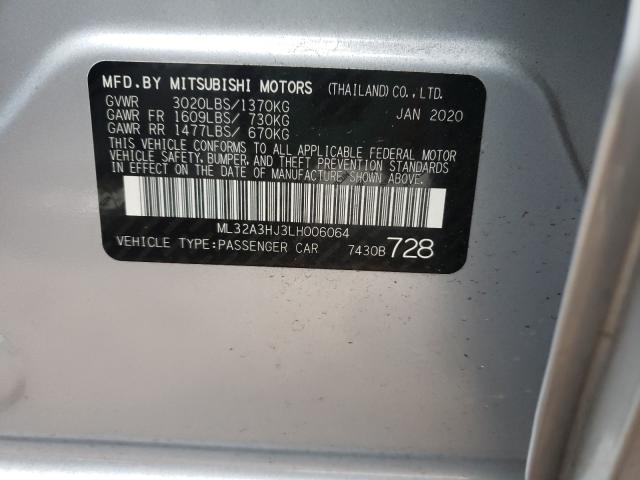 MFD.BY MITSUBISHI MOTORS (THAILAND)CO.,LTD.
GVWR 3020LBS/1370KG JAN 2020
GAWR FR 1609LBS/ 730KG
GAWR RR 1477LBS/ 670KG
THIS VEHICLE CONFORMS TO ALL APPLICABLE FEDERAL MOTOR
VEHICLE SAFETY, BUMPER, AND THEFT PREVENTION STANDARDS
IN EFFECT ON THE DATE OF MANUFACTURE SHOWN ABOVE.
ML32A3HJ3LH006064
VEHICLE TYPE:PASSENGER CAR 7430B 728